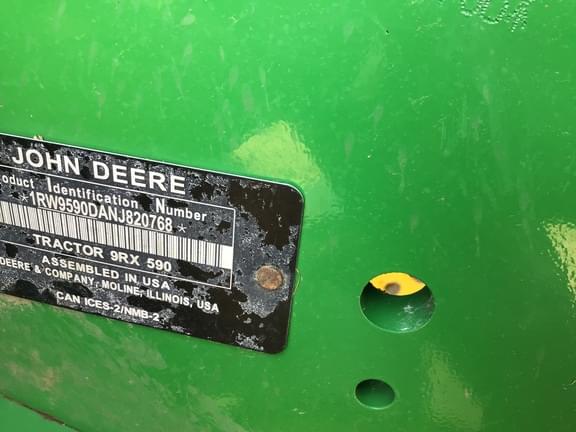 JOHN DEERE
oduct Identification Number
*1RW9590DANJ820768*
TRACTOR 9RX 590
ASSEMBLED IN USA
DEERE & COMPANY, MOLINE, ILLINOIS, USA
CAN ICES-2/NMB-2